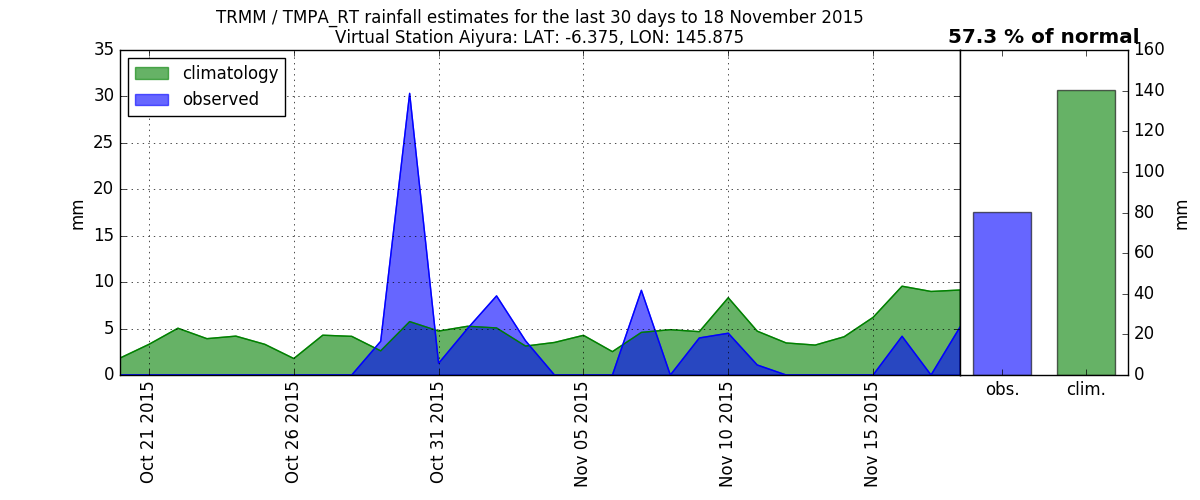 TRMM / TMPA_RT rainfall estimates for the last 30 days to 18 November 2015
Virtual Station Aiyura: LAT: -6.375, LON: 145.875
57.3 % of normal
climatology
observed
mm
35
30
25
20
15
10
5
0
Oct 21 2015
Oct 26 2015
Oct 31 2015
Nov 05 2015
Nov 10 2015
Nov 15 2015
obs.
clim.
160
140
120
100
80
60
40
20
0
mm